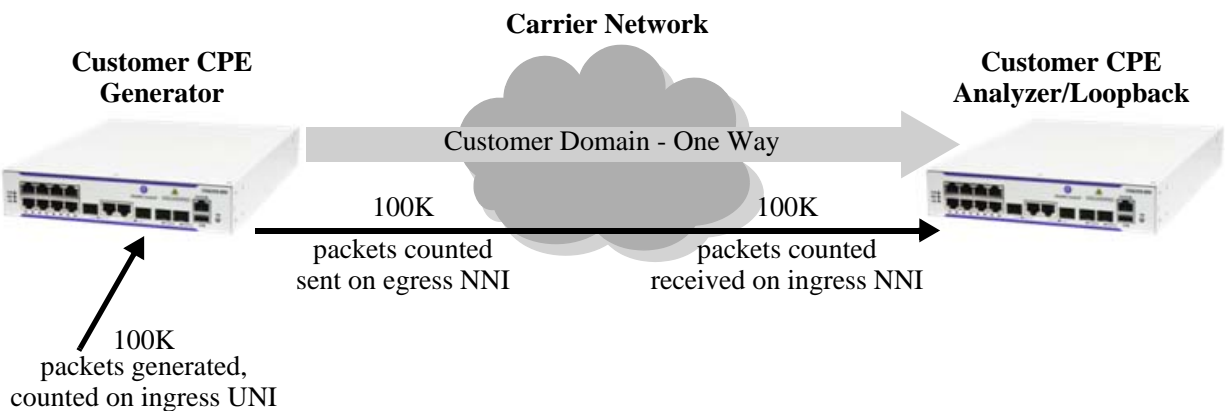 Carrier Network
Customer CPE
Generator
Customer CPE
Analyzer/Loopback
Customer Domain - One Way
100K
packets counted
sent on egress NNI
100K
packets counted
received on ingress NNI
100K
packets generated,
counted on ingress UNI